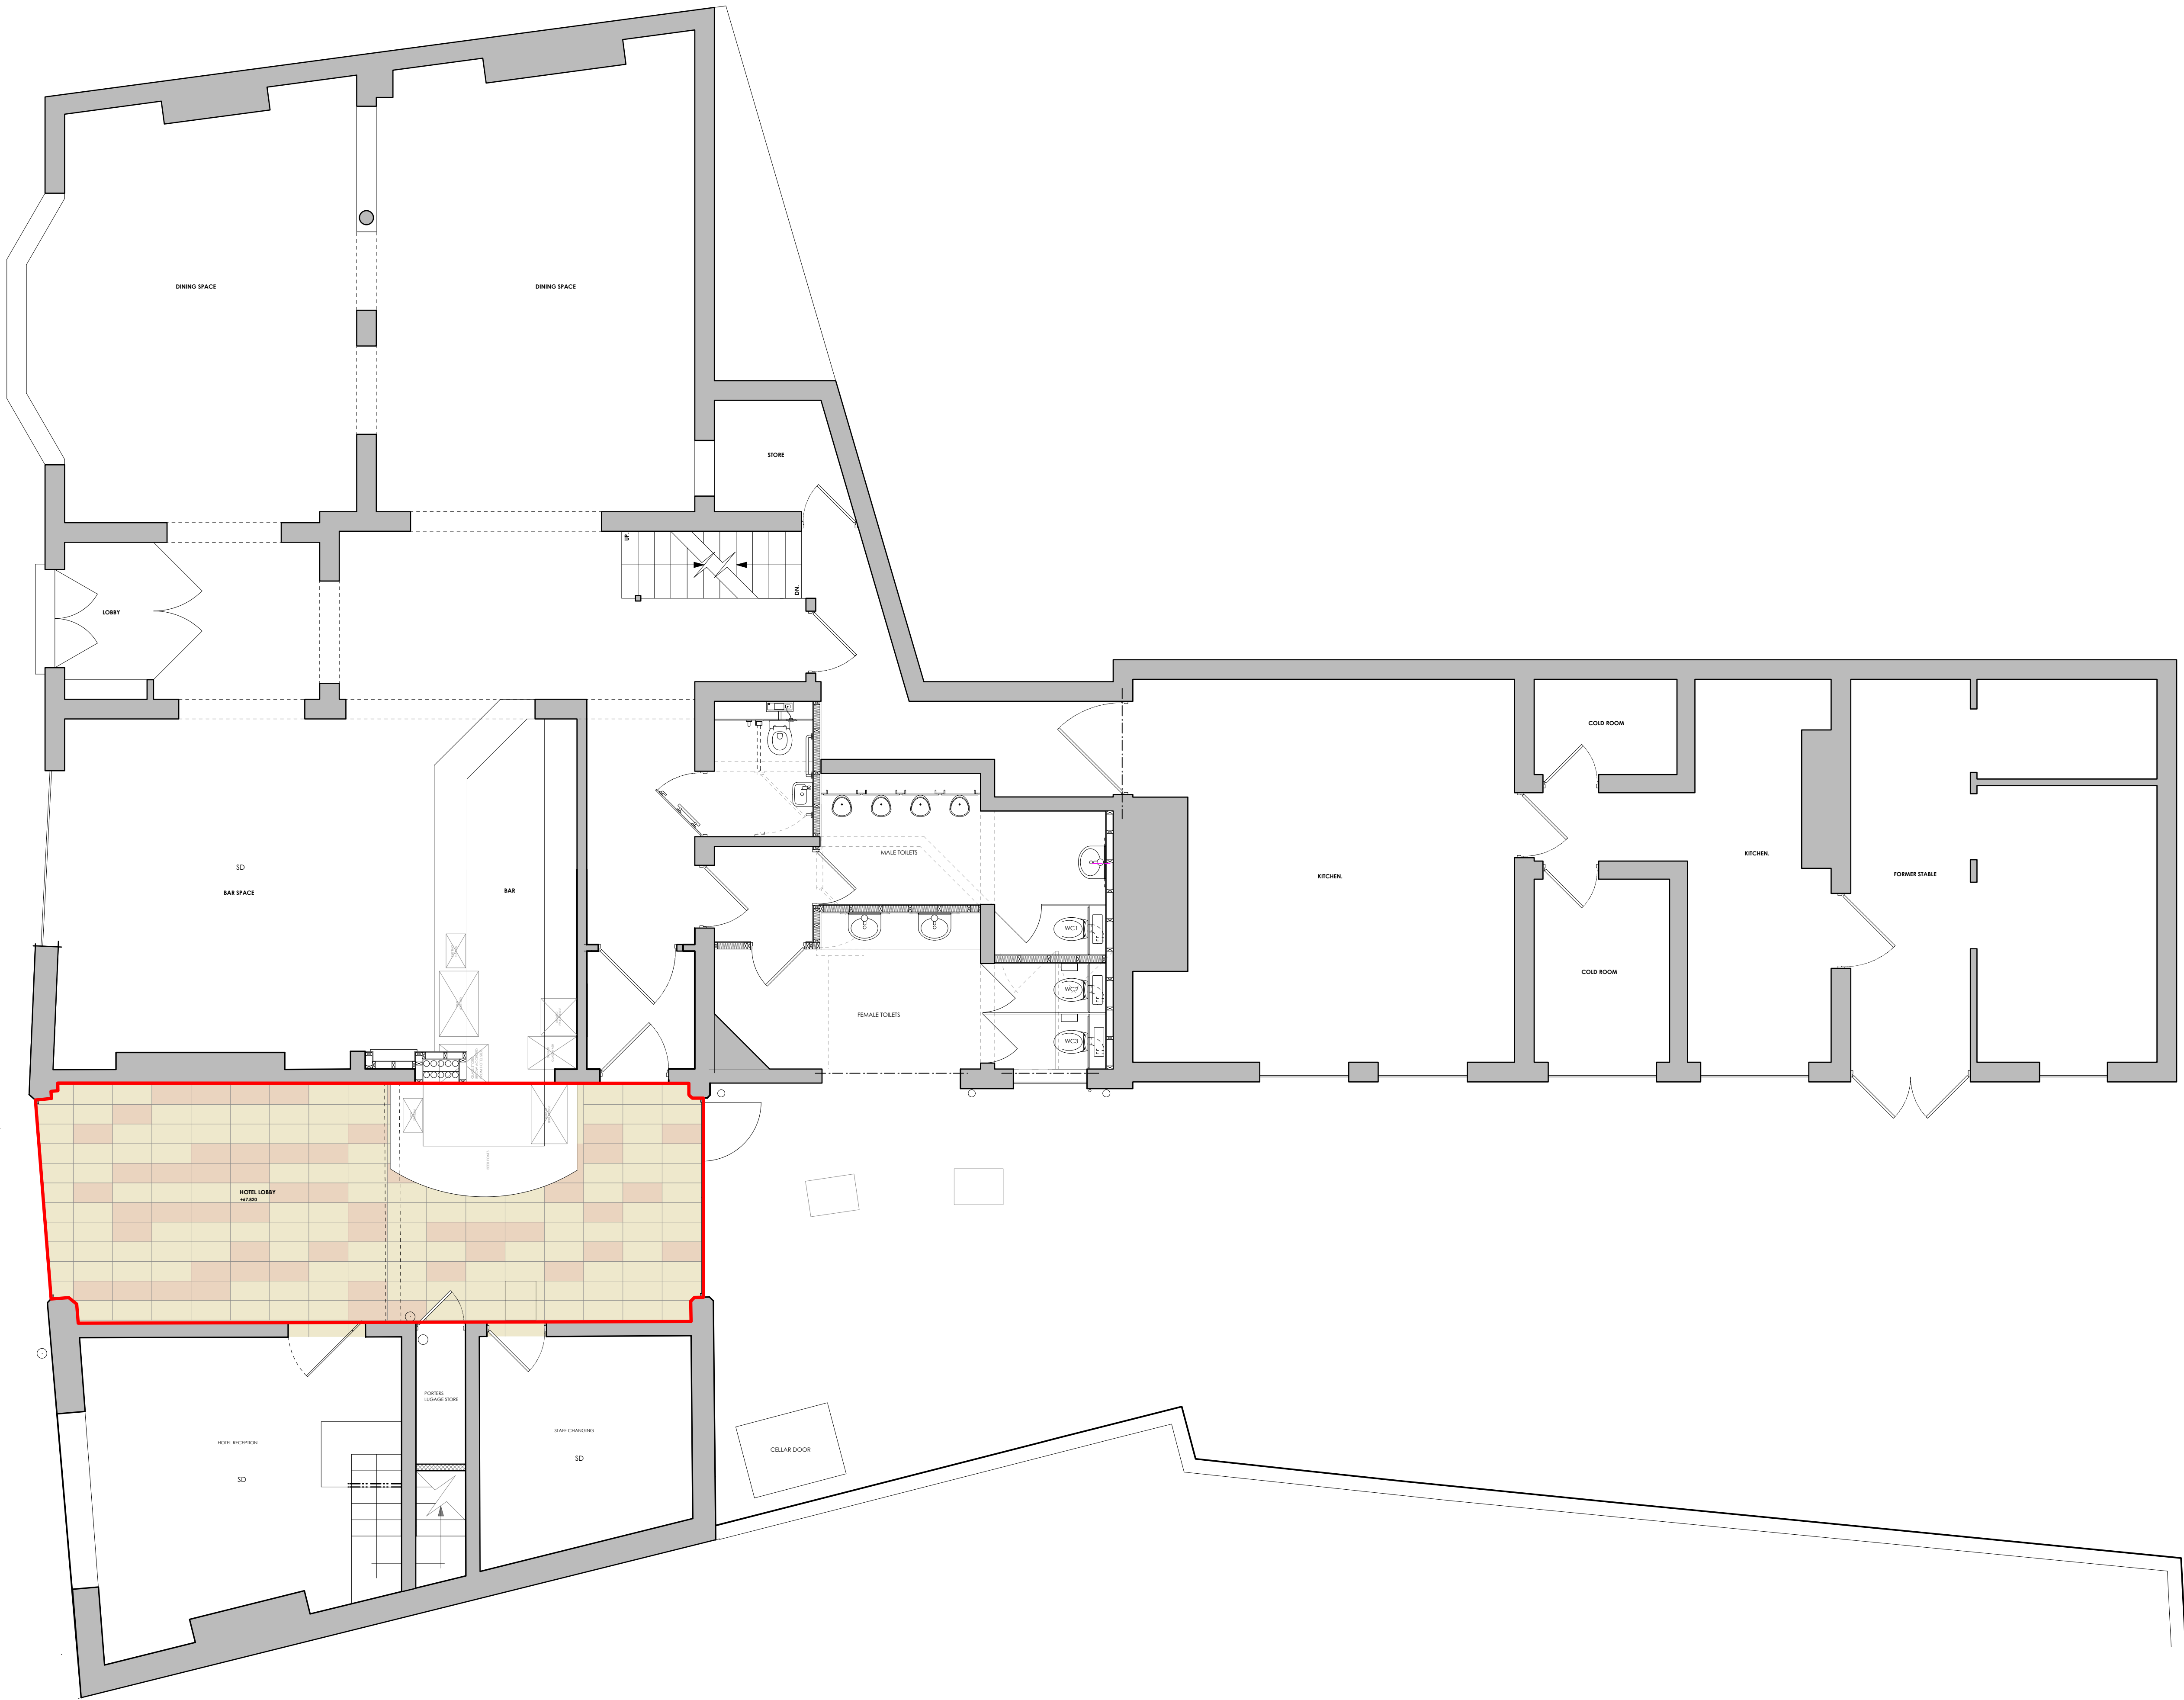 DINING SPACE
DINING SPACE
STORE
UP
DN.
LOBBY
COLD ROOM
SD
BAR SPACE
BAR
MALE TOILETS
KITCHEN.
KITCHEN.
FORMER STABLE
WC1
COLD ROOM
WC2
FEMALE TOILETS
WC3
HOTEL LOBBY
+67.820
PORTERS
LUGAGE STORE
HOTEL RECEPTION
STAFF CHANGING
SD
SD
CELLAR DOOR